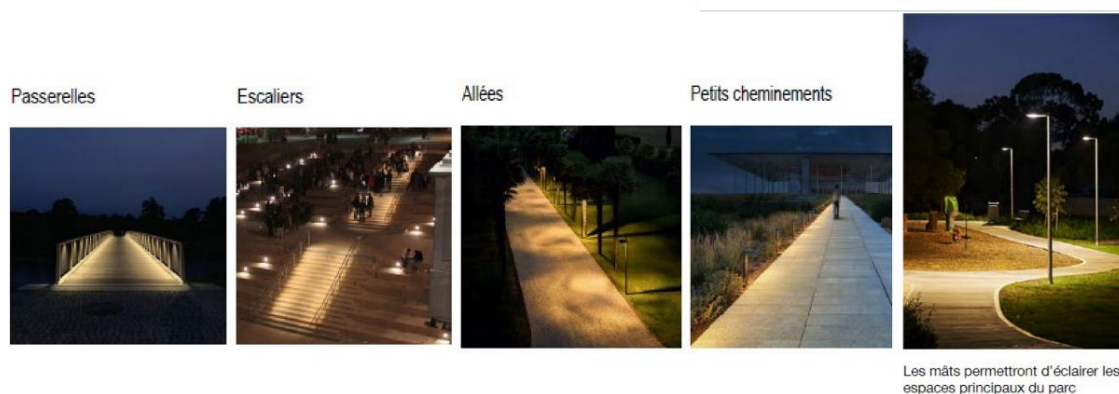 Passerelles
Escaliers
Allées
Petits cheminements
Les mâts permettront d'éclairer les
espaces principaux du parc